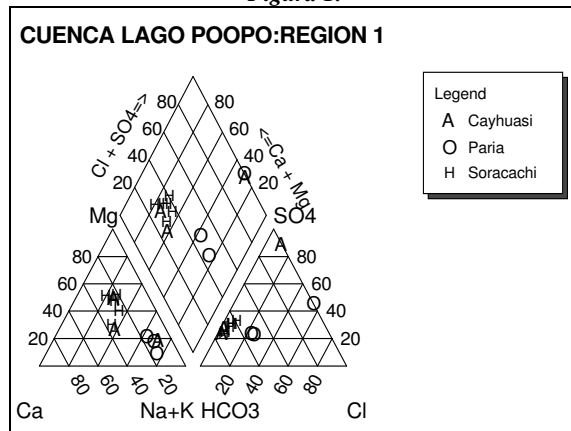 Figura 1.
CUENCA LAGO POOPO:REGION 1
Legend
A Cayhuasi
O Paria
H Soracachi
80 80
60 60
40 40
20 20
Cl + SO4=>
<=Ca + Mg
Mg SO4
80 80
60 60
40 40
20 20
80 60 40 20 20 40 60 80
Ca Na+K HCO3 Cl